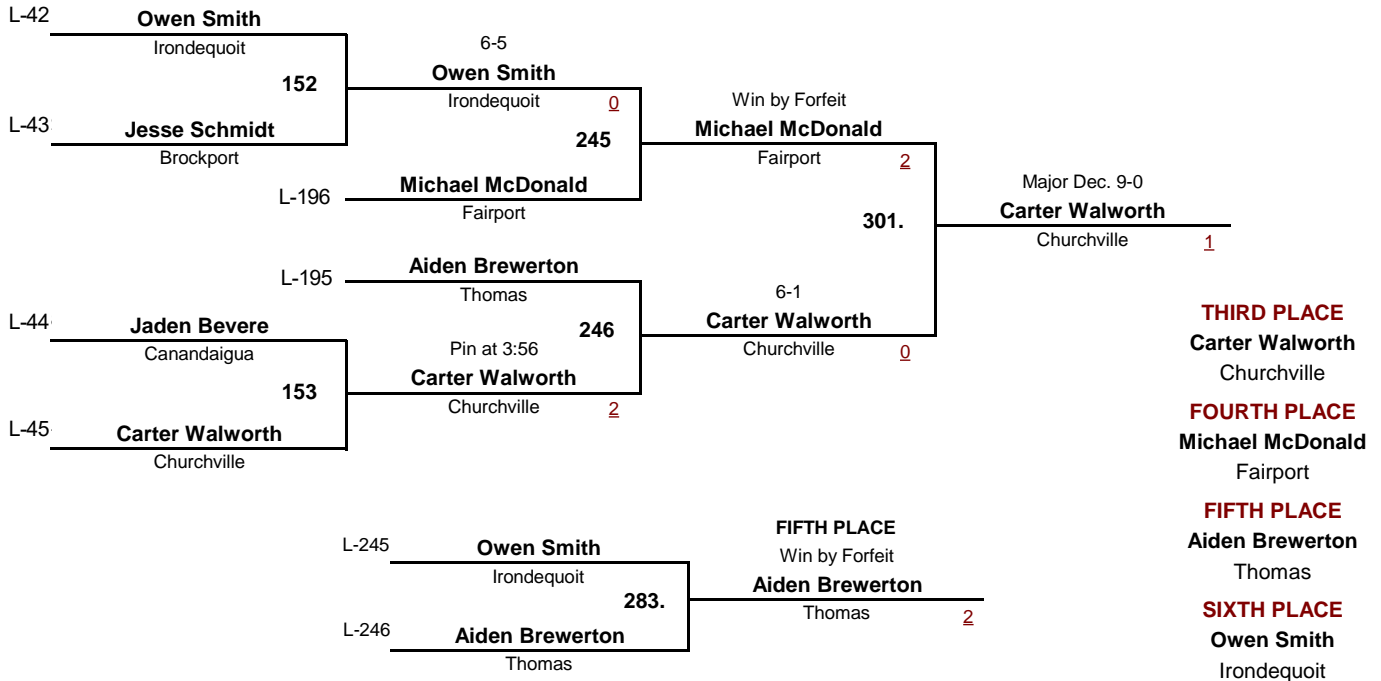 L-42
Owen Smith
Irondequoit
152
L-43
Jesse Schmidt
Brockport
6-5
Owen Smith
Irondequoit
0
245
L-196
Michael McDonald
Fairport
Win by Forfeit
Michael McDonald
Fairport
2
301.
L-195
Aiden Brewerton
Thomas
246
L-44
Jaden Bevere
Canandaigua
153
L-45
Carter Walworth
Churchville
Pin at 3:56
Carter Walworth
Churchville
2
6-1
Carter Walworth
Churchville
0
Major Dec. 9-0
Carter Walworth
Churchville
1
THIRD PLACE
Carter Walworth
Churchville
FOURTH PLACE
Michael McDonald
Fairport
FIFTH PLACE
Aiden Brewerton
Thomas
SIXTH PLACE
Owen Smith
Irondequoit
L-245
Owen Smith
Irondequoit
283.
L-246
Aiden Brewerton
Thomas
FIFTH PLACE
Win by Forfeit
Aiden Brewerton
Thomas
2